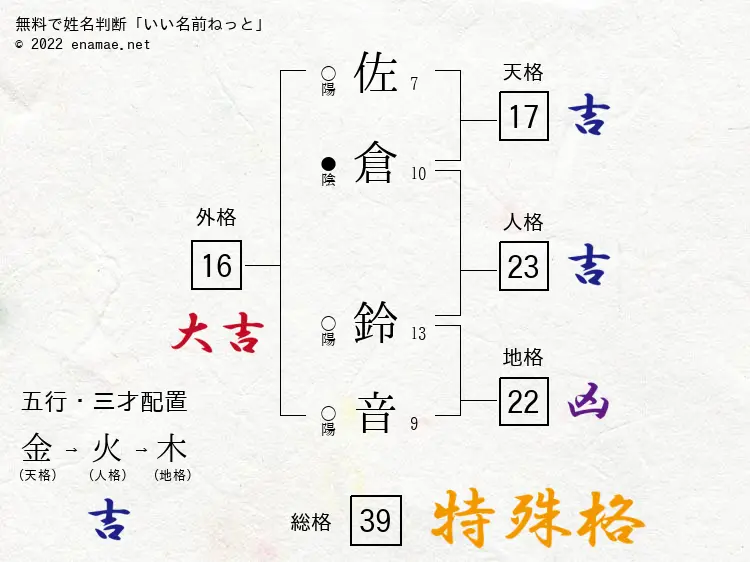 無料で姓名判断「いい名前ねっと」
© 2022 enamae.net
○陽 佐 7
●陰 倉 10
○陽 鈴 13
○陽 音 9
天格
17 吉
人格
23 吉
地格
22 凶
外格
16
大吉
五行・三才配置
金→火→木
(天格) (人格) (地格)
吉
総格 39 特殊格